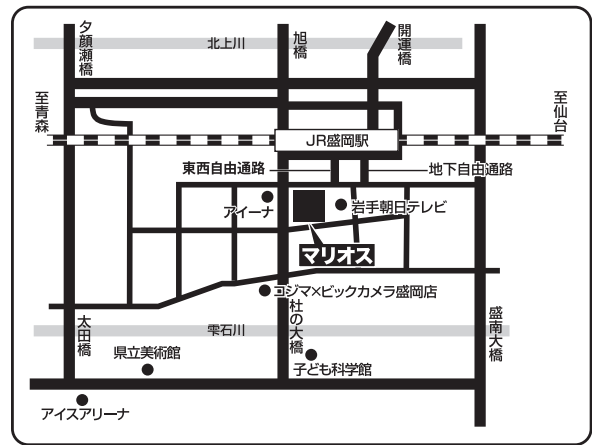 夕顔瀬橋
北上川
旭橋
開運橋
至青森
至仙台
JR盛岡駅
東西自由通路
地下自由通路
アイーナ
岩手朝日テレビ
マリオス
コジマ×ビックカメラ盛岡店
太田橋
雫石川
杜の大橋
盛南大橋
県立美術館
子ども科学館
アイスアリーナ